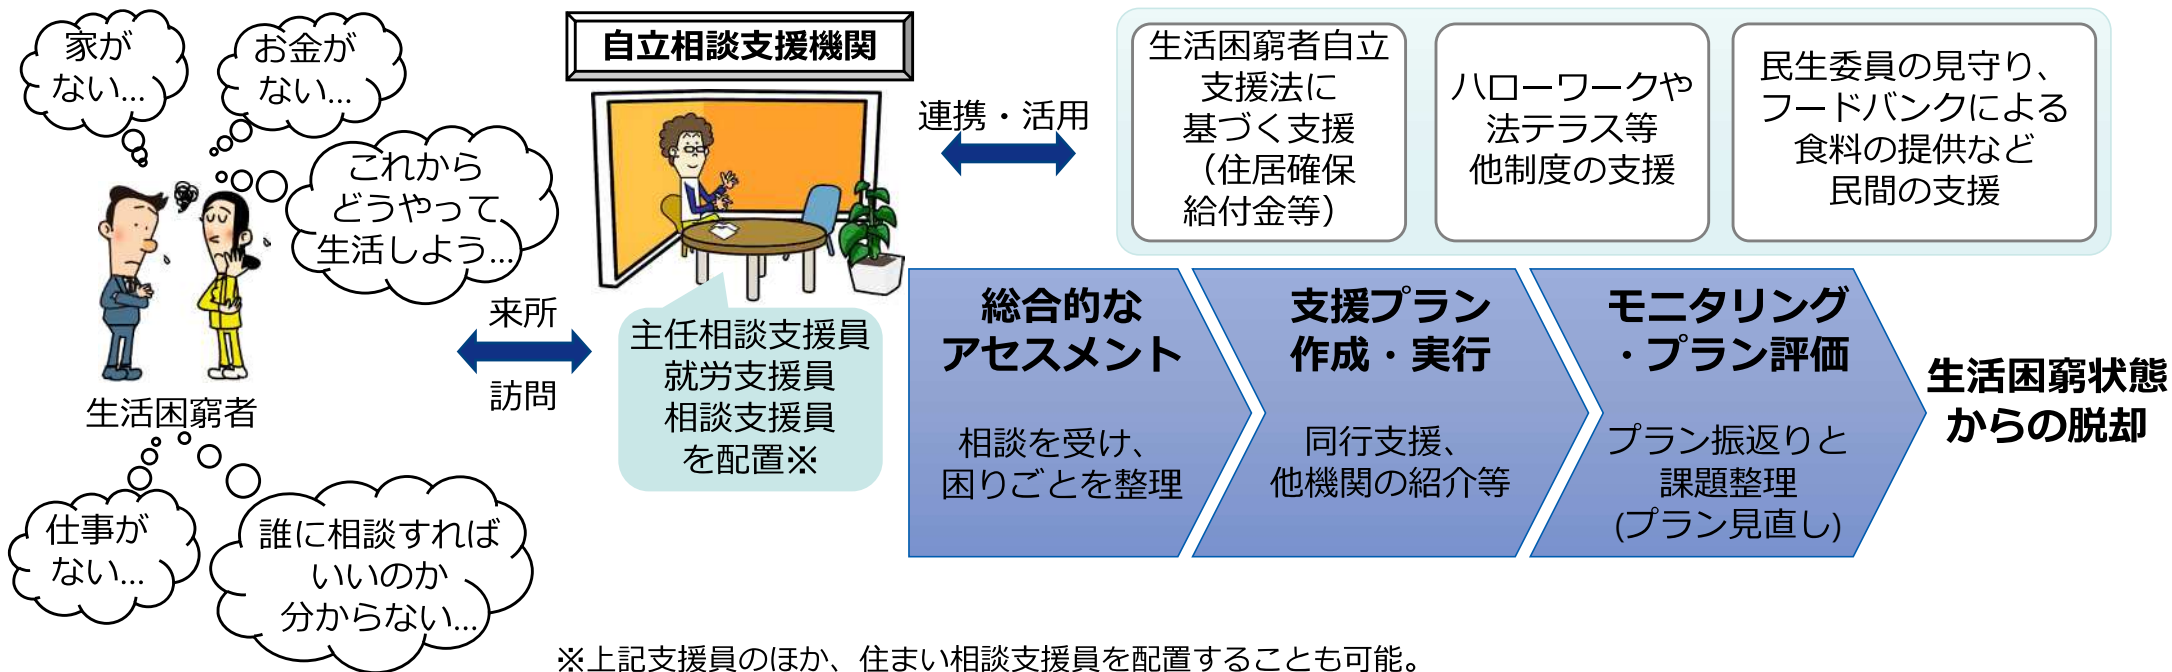 家が
ない...
お金が
ない...
これから
どうやって
生活しよう...
生活困窮者
仕事が
ない...
誰に相談すれば
いいのか
分からない...
来所
訪問
自立相談支援機関
主任相談支援員
就労支援員
相談支援員
を配置※
連携・活用
生活困窮者自立
支援法に
基づく支援
（住居確保
給付金等）
ハローワークや
法テラス等
他制度の支援
民生委員の見守り、
フードバンクによる
食料の提供など
民間の支援
総合的な
アセスメント
相談を受け、
困りごとを整理
支援プラン
作成・実行
同行支援、
他機関の紹介等
モニタリング
・プラン評価
プラン振返りと
課題整理
(プラン見直し)
生活困窮状態
からの脱却
※上記支援員のほか、住まい相談支援員を配置することも可能。